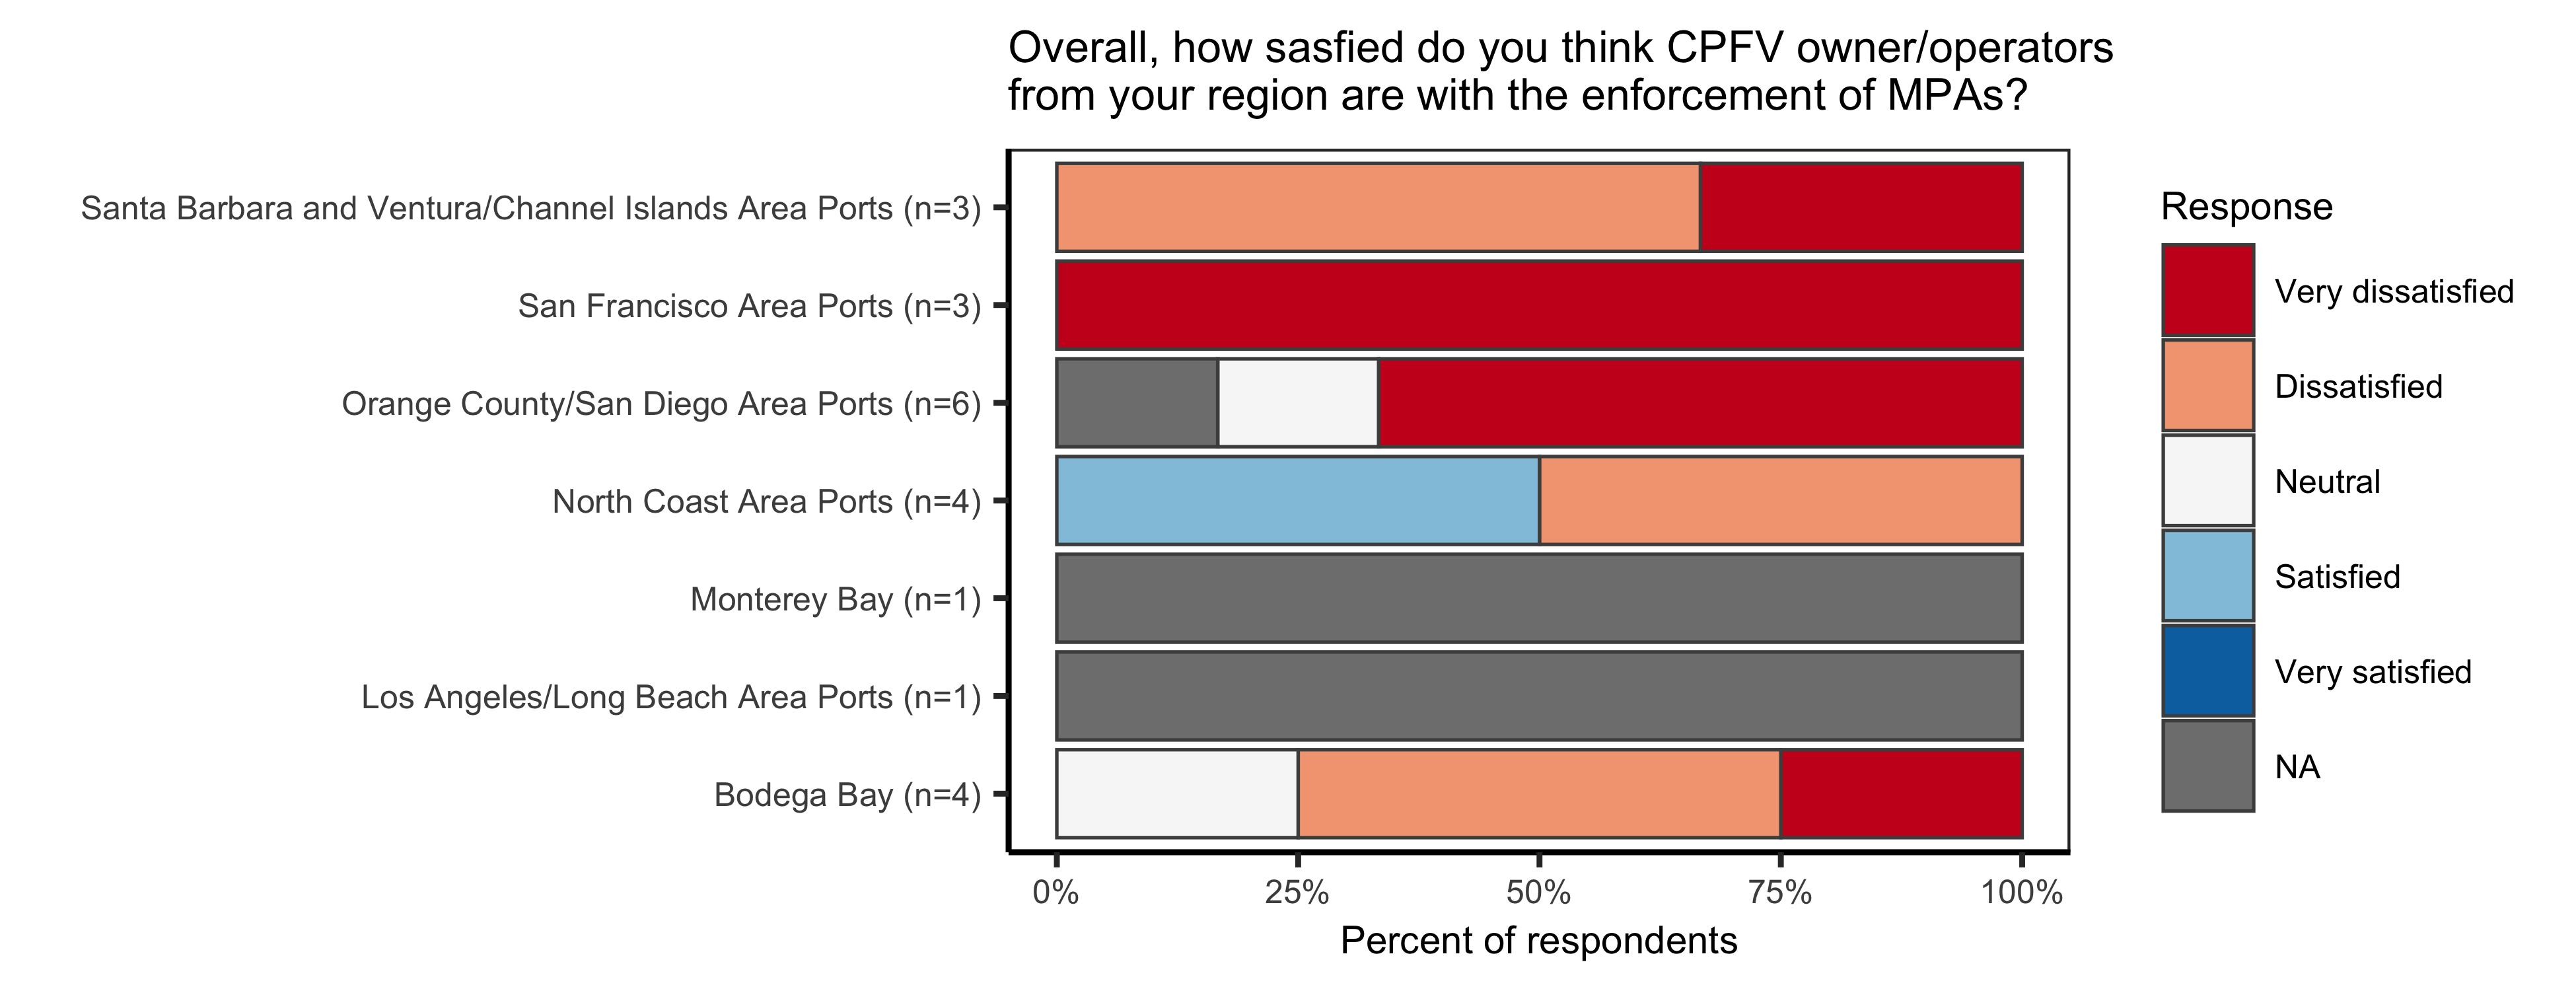 Overall, how sasfied do you think CPFV owner/operators
from your region are with the enforcement of MPAs?
Santa Barbara and Ventura/Channel Islands Area Ports (n=3)
San Francisco Area Ports (n=3)
Orange County/San Diego Area Ports (n=6)
North Coast Area Ports (n=4)
Monterey Bay (n=1)
Los Angeles/Long Beach Area Ports (n=1)
Bodega Bay (n=4)
0% 25% 50% 75% 100%
Percent of respondents
Response
Very dissatisfied
Dissatisfied
Neutral
Satisfied
Very satisfied
NA